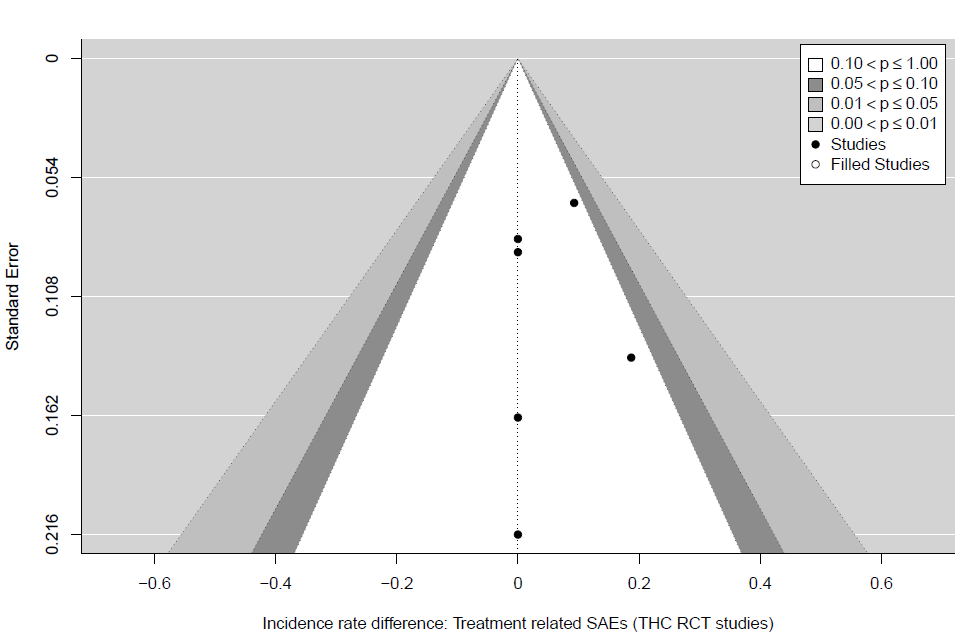 0.10 < p ≤ 1.00
0.05 < p ≤ 0.10
0.01 < p ≤ 0.05
0.00 < p ≤ 0.01
Studies
Filled Studies
Standard Error
0
0.054
0.108
0.162
0.216
−0.6 −0.4 −0.2 0 0.2 0.4 0.6
Incidence rate difference: Treatment related SAEs (THC RCT studies)